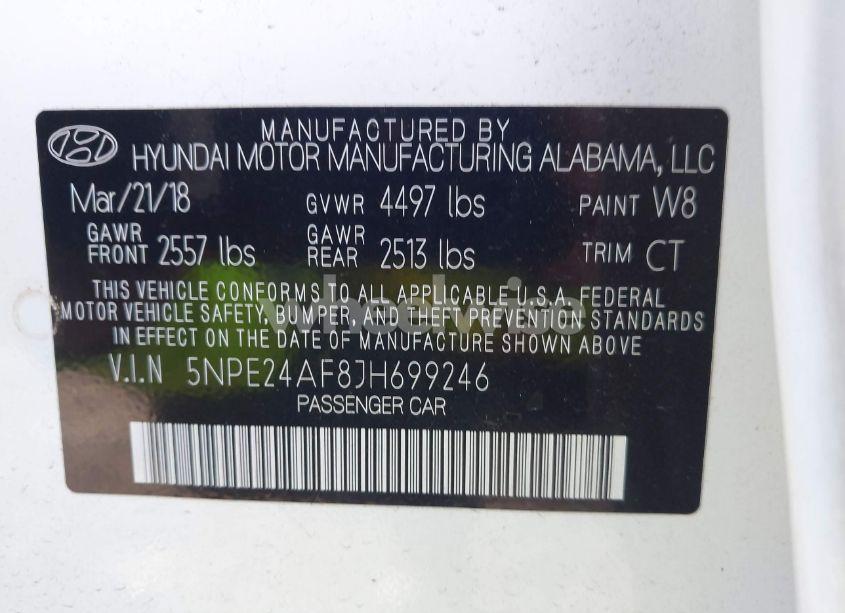 MANUFACTURED BY
HYUNDAI MOTOR MANUFACTURING ALABAMA, LLC
Mar/21/18 GVWR 4497 lbs PAINT W8
GAWR FRONT 2557 lbs GAWR REAR 2513 lbs TRIM CT
THIS VEHICLE CONFORMS TO ALL APPLICABLE U.S.A. FEDERAL
MOTOR VEHICLE SAFETY, BUMPER, AND THEFT PREVENTION STANDARDS
IN EFFECT ON THE DATE OF MANUFACTURE SHOWN ABOVE
wheelwise
V.I.N 5NPE24AF8JH699246
PASSENGER CAR